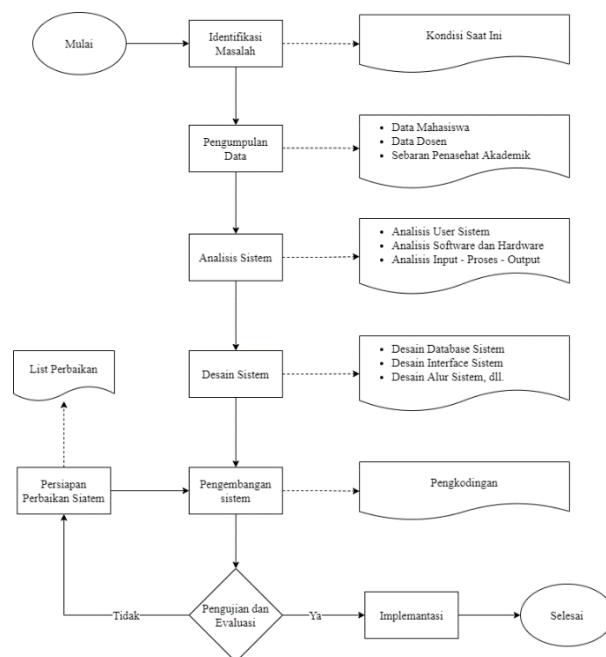 Mulai
Identifikasi
Masalah
Kondisi Saat Ini
Pengumpulan
Data
• Data Mahasiswa
• Data Dosen
• Sebaran Penasehat Akademik
Analisis Sistem
• Analisis User Sistem
• Analisis Software dan Hardware
• Analisis Input - Proses - Output
List Perbaikan
Desain Sistem
• Desain Database Sistem
• Desain Interface Sistem
• Desain Alur Sistem, dll.
Persiapan
Perbaikan Siatem
Pengembangan
sistem
Pengkodingan
Tidak
Pengujian dan
Evaluasi
Ya
Implemantasi
Selesai